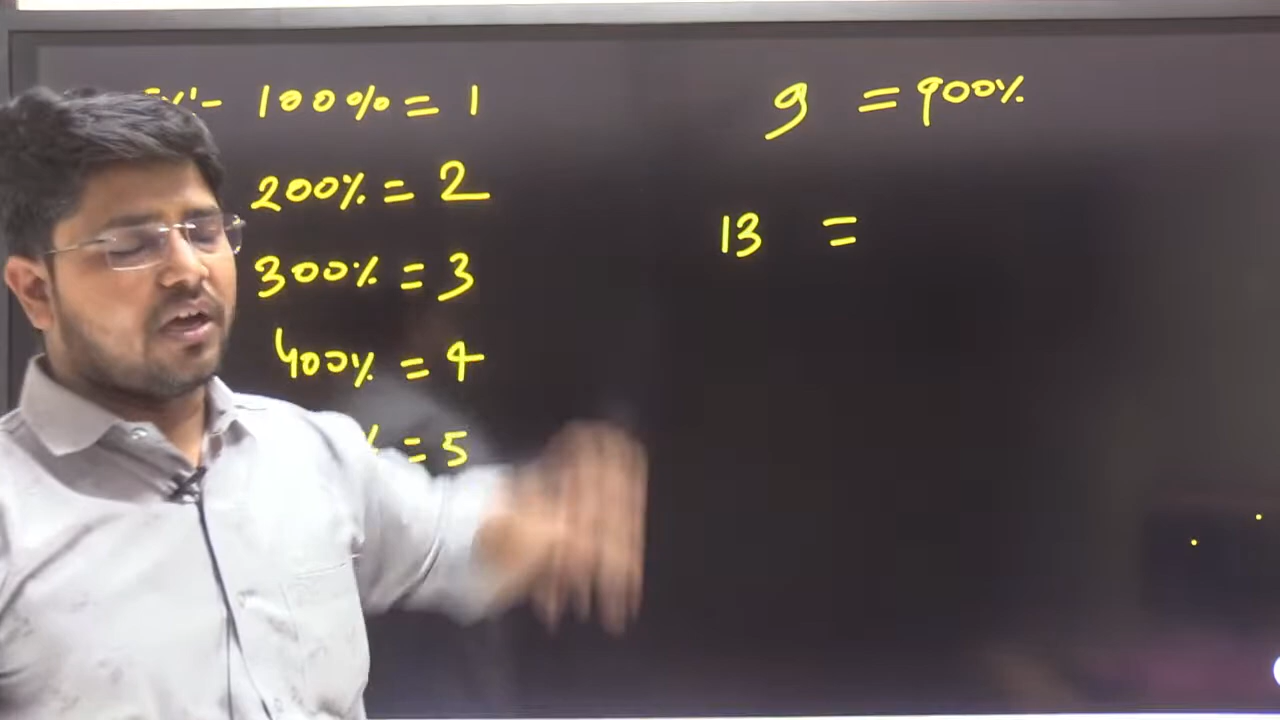 100% = 1
200% = 2
300% = 3
400% = 4
% = 5
9 = 900%
13 =